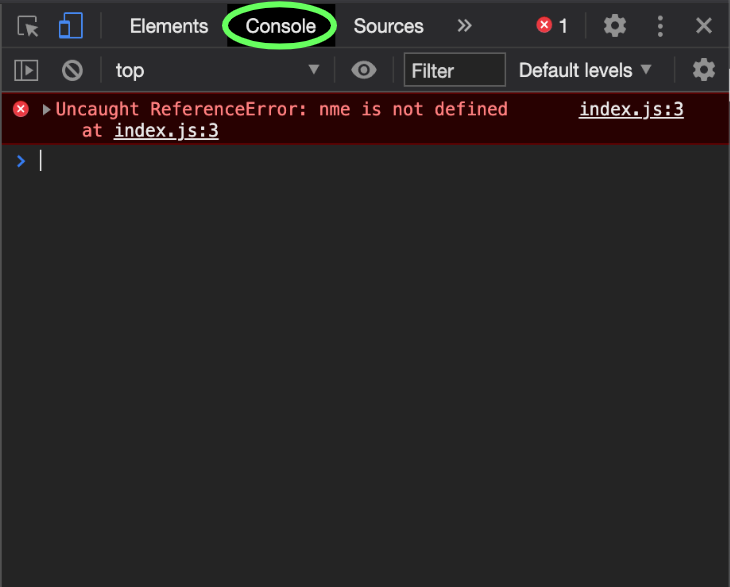 Elements Console Sources 1
top Filter Default levels
Uncaught ReferenceError: nme is not defined index.js:3
at index.js:3